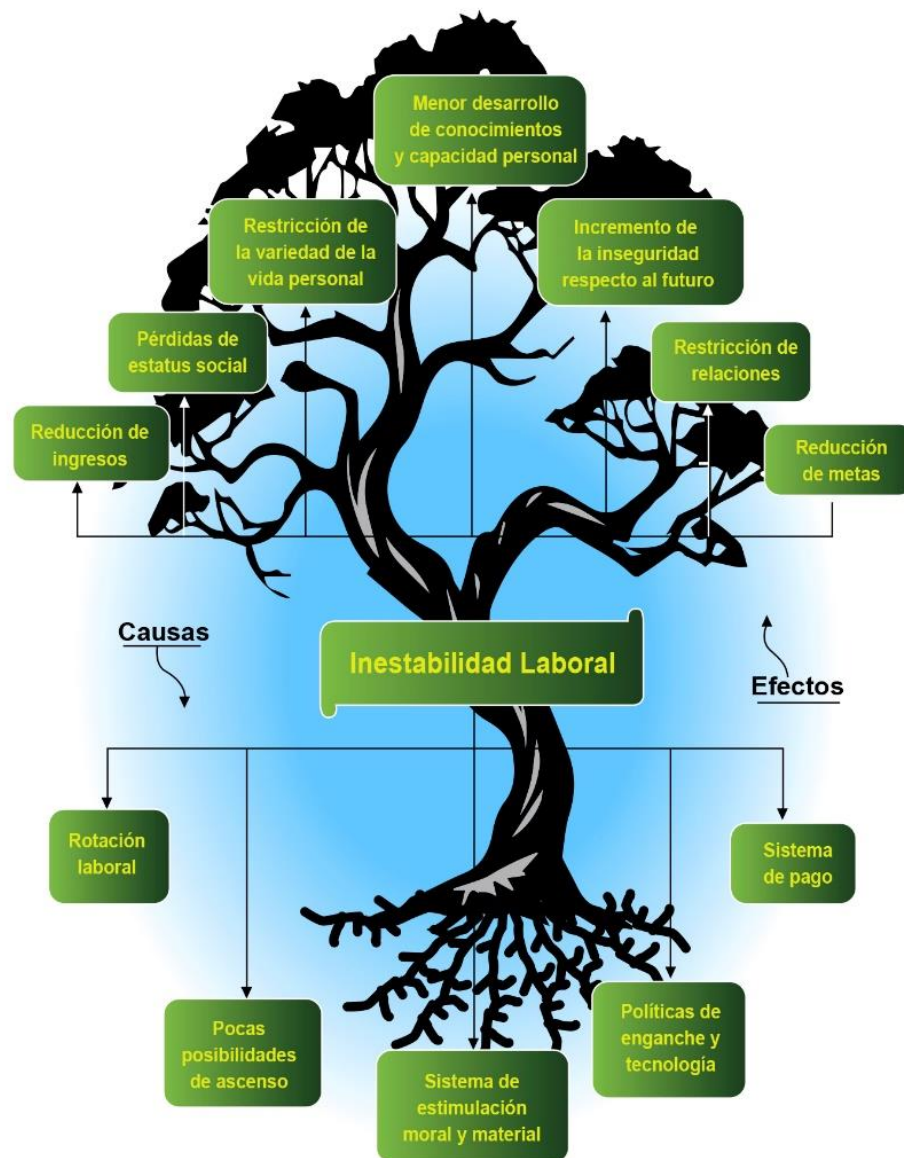 Menor desarrollo
de conocimientos
y capacidad personal
Restricción de
la variedad de la
vida personal
Incremento de
la inseguridad
respecto al futuro
Pérdidas de
estatus social
Restricción de
relaciones
Reducción de
ingresos
Reducción
de metas
Causas
Inestabilidad Laboral
Efectos
Rotación
laboral
Sistema
de pago
Pocas
posibilidades
de ascenso
Sistema de
estimulación
moral y material
Políticas de
enganche y
tecnología